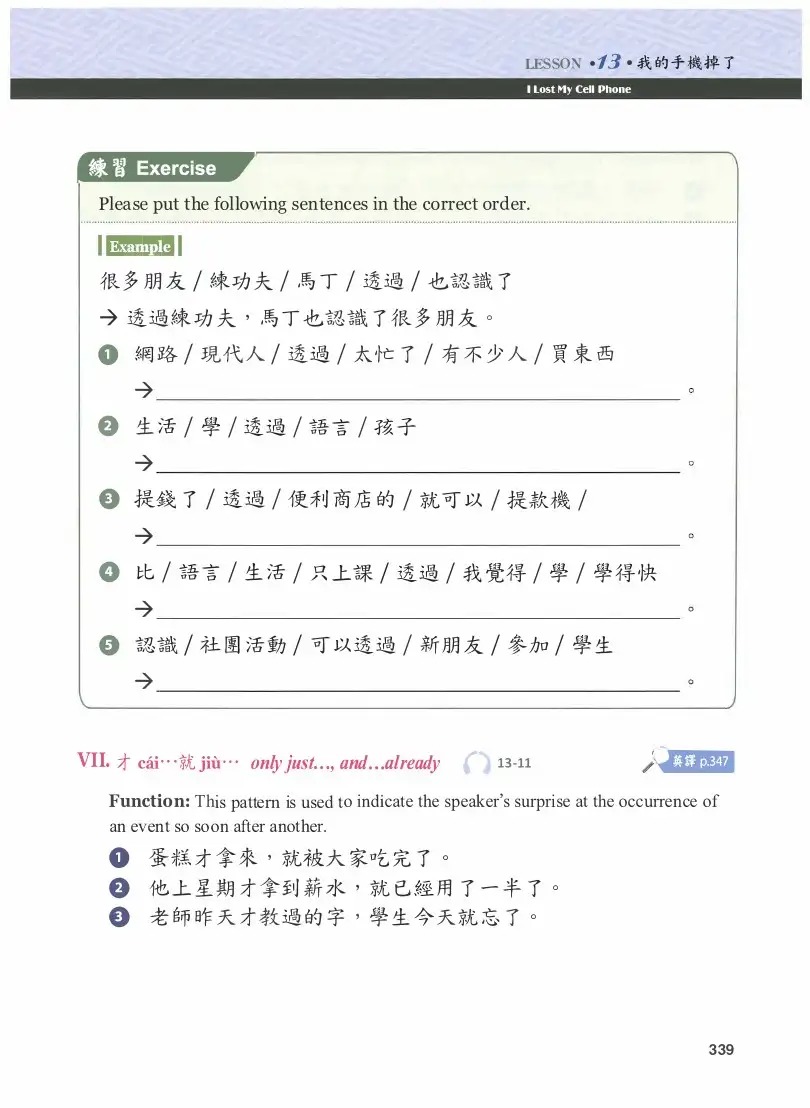 LESSON • 13 • 我的手機掉了
I Lost My Cell Phone
練習 Exercise
Please put the following sentences in the correct order.
Example
很多朋友 / 練功夫 / 馬丁 / 透過 / 也認識了
→ 透過練功夫，馬丁也認識了很多朋友。
1 網路 / 現代人 / 透過 / 太忙了 / 有不少人 / 買東西
→ 。
2 生活 / 學 / 透過 / 語言 / 孩子
→ 。
3 提錢了 / 透過 / 便利商店的 / 就可以 / 提款機 /
→ 。
4 比 / 語言 / 生活 / 只上課 / 透過 / 我覺得 / 學 / 學得快
→ 。
5 認識 / 社團活動 / 可以透過 / 新朋友 / 參加 / 學生
→ 。
VII. 才 cái…就 jiù… only just…, and…already 13-11 英譯 p.347
Function: This pattern is used to indicate the speaker's surprise at the occurrence of
an event so soon after another.
1 蛋糕才拿來，就被大家吃完了。
2 他上星期才拿到薪水，就已經用了一半了。
3 老師昨天才教過的字，學生今天就忘了。
339